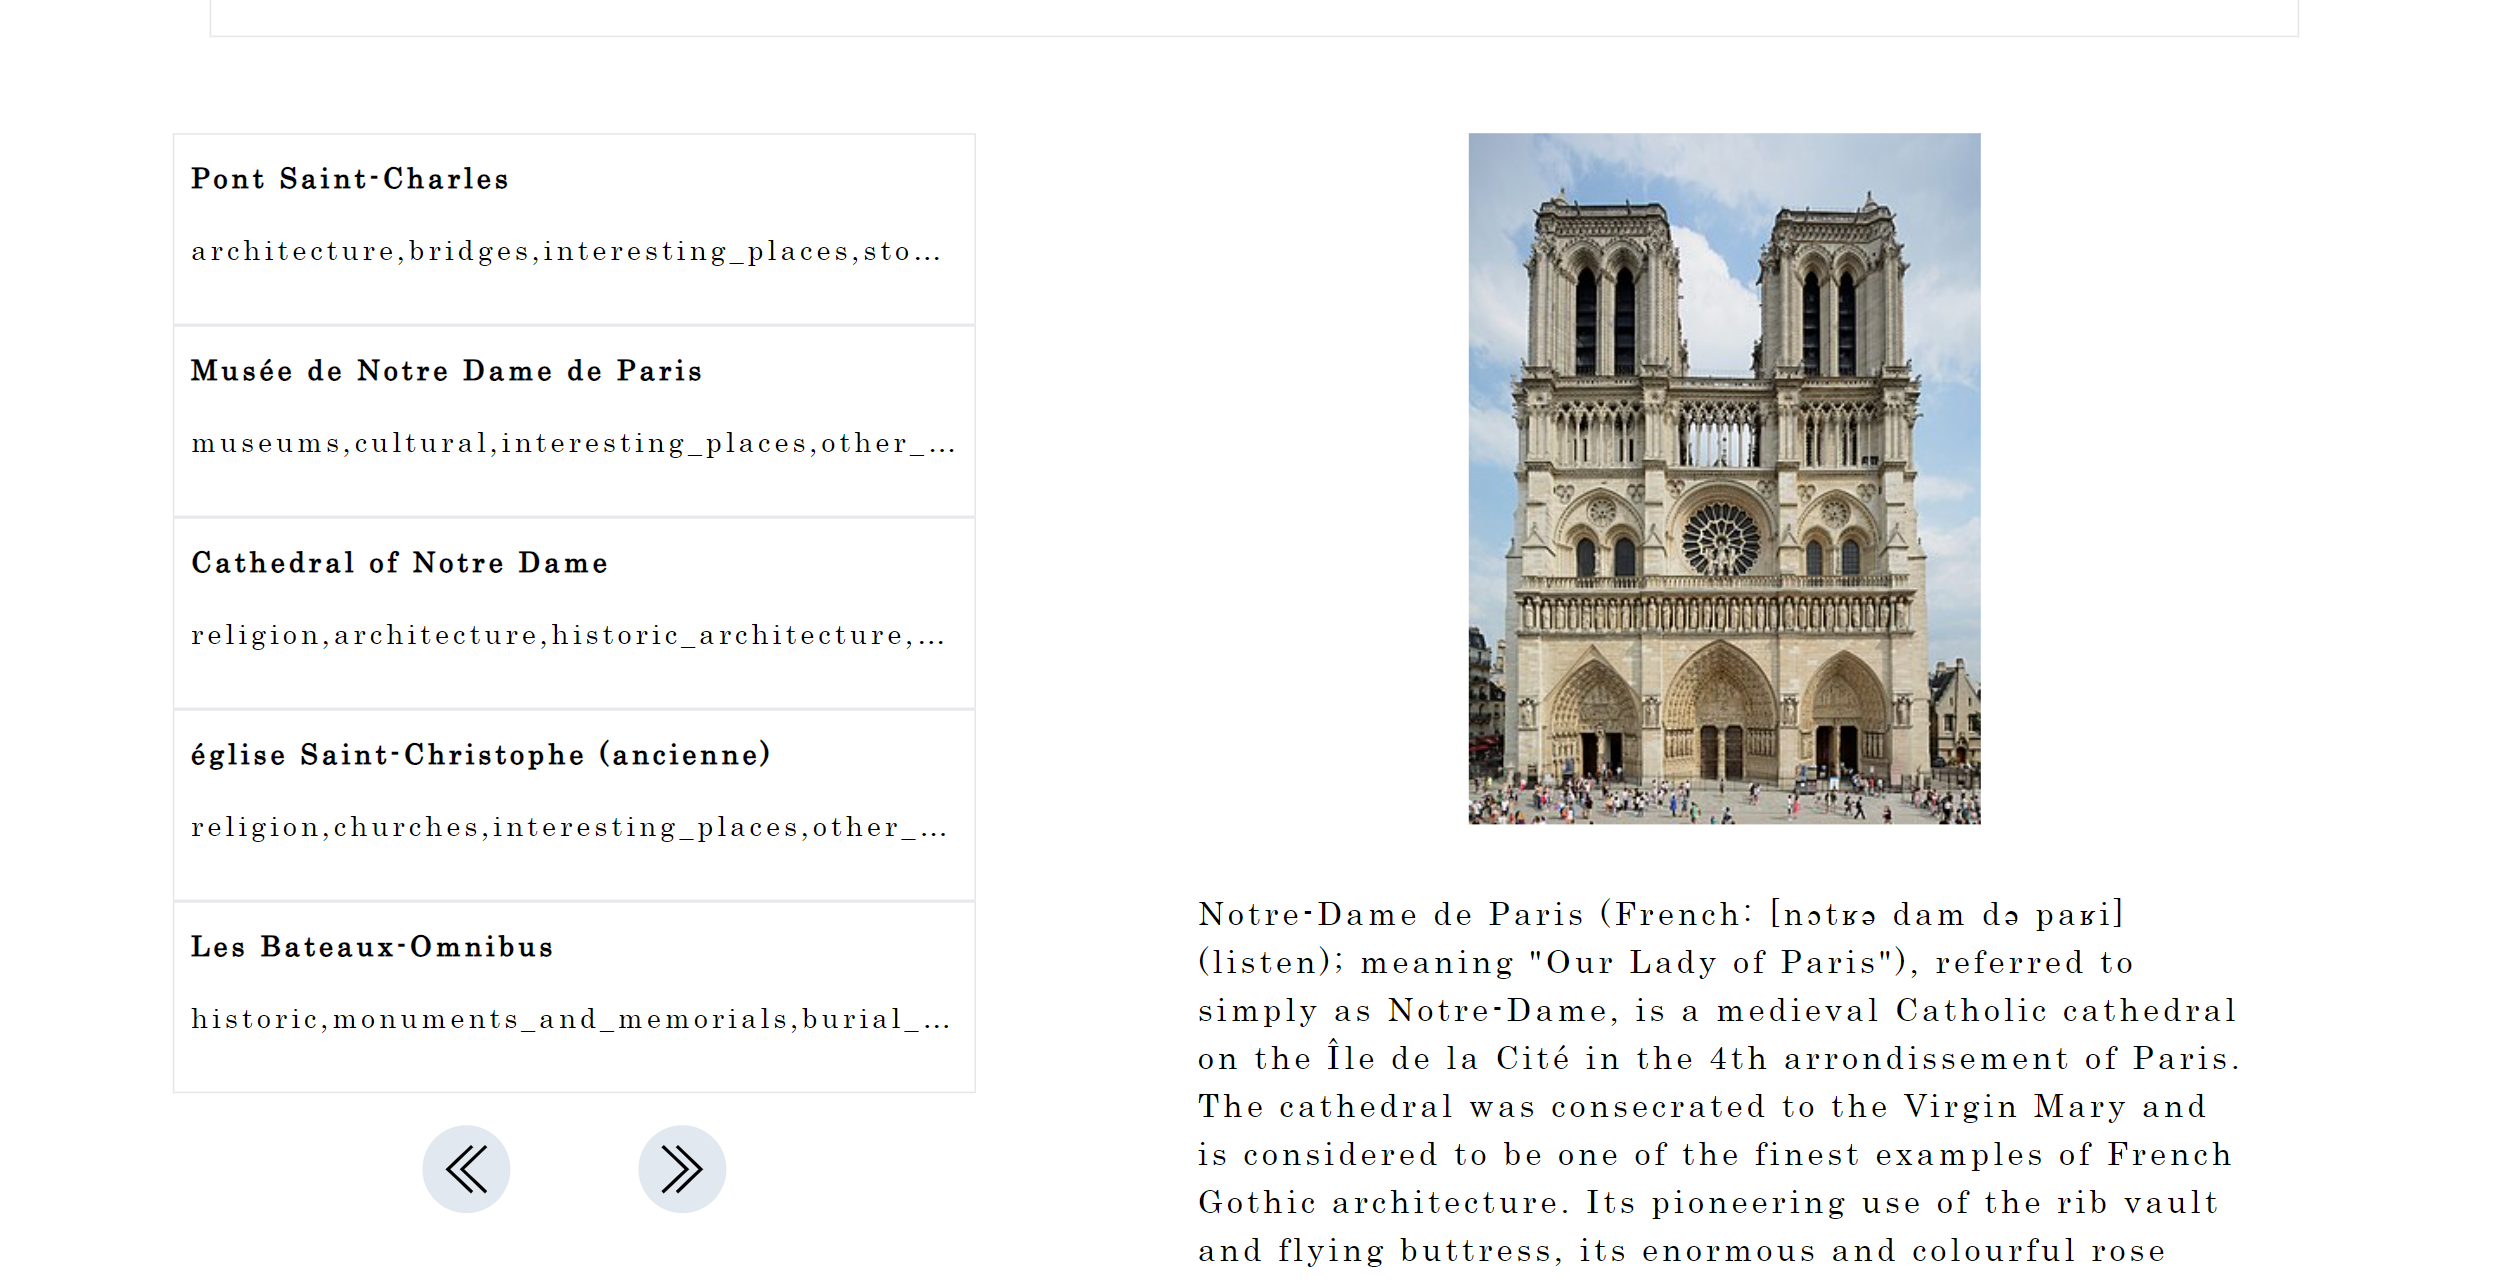 Pont Saint-Charles
architecture,bridges,interesting_places,sto...
Musée de Notre Dame de Paris
museums,cultural,interesting_places,other_...
Cathedral of Notre Dame
religion,architecture,historic_architecture,...
église Saint-Christophe (ancienne)
religion,churches,interesting_places,other_...
Les Bateaux-Omnibus
historic,monuments_and_memorials,burial_...
Notre-Dame de Paris (French: [nɔtʁə dam də paʁi]
(listen); meaning "Our Lady of Paris"), referred to
simply as Notre-Dame, is a medieval Catholic cathedral
on the Île de la Cité in the 4th arrondissement of Paris.
The cathedral was consecrated to the Virgin Mary and
is considered to be one of the finest examples of French
Gothic architecture. Its pioneering use of the rib vault
and flying buttress, its enormous and colourful rose